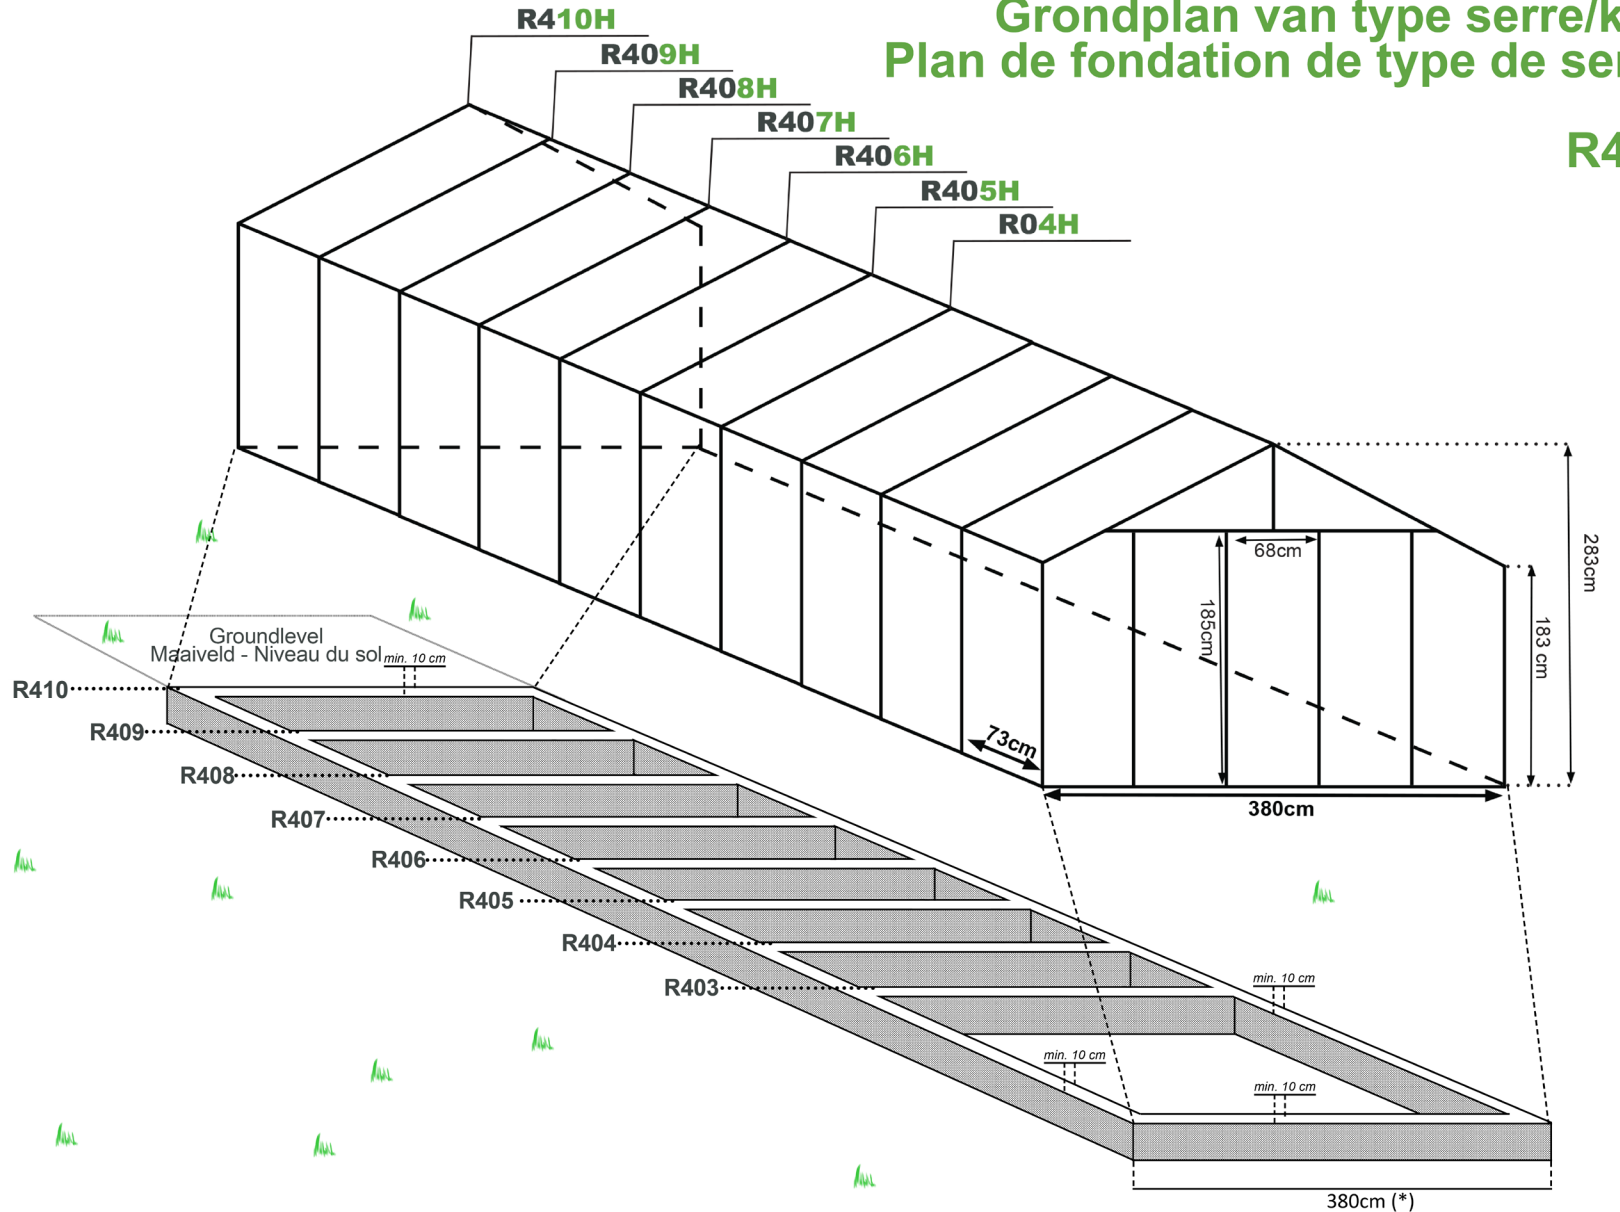 Grondplan van type serre/k
Plan de fondation de type de ser
R4
R410H
R409H
R408H
R407H
R406H
R405H
R04H
283cm
183 cm
68cm
185cm
73cm
380cm
Groundlevel
Maaiveld - Niveau du sol
min. 10 cm
R410
R409
R408
R407
R406
R405
R404
R403
min. 10 cm
min. 10 cm
min. 10 cm
380cm (*)